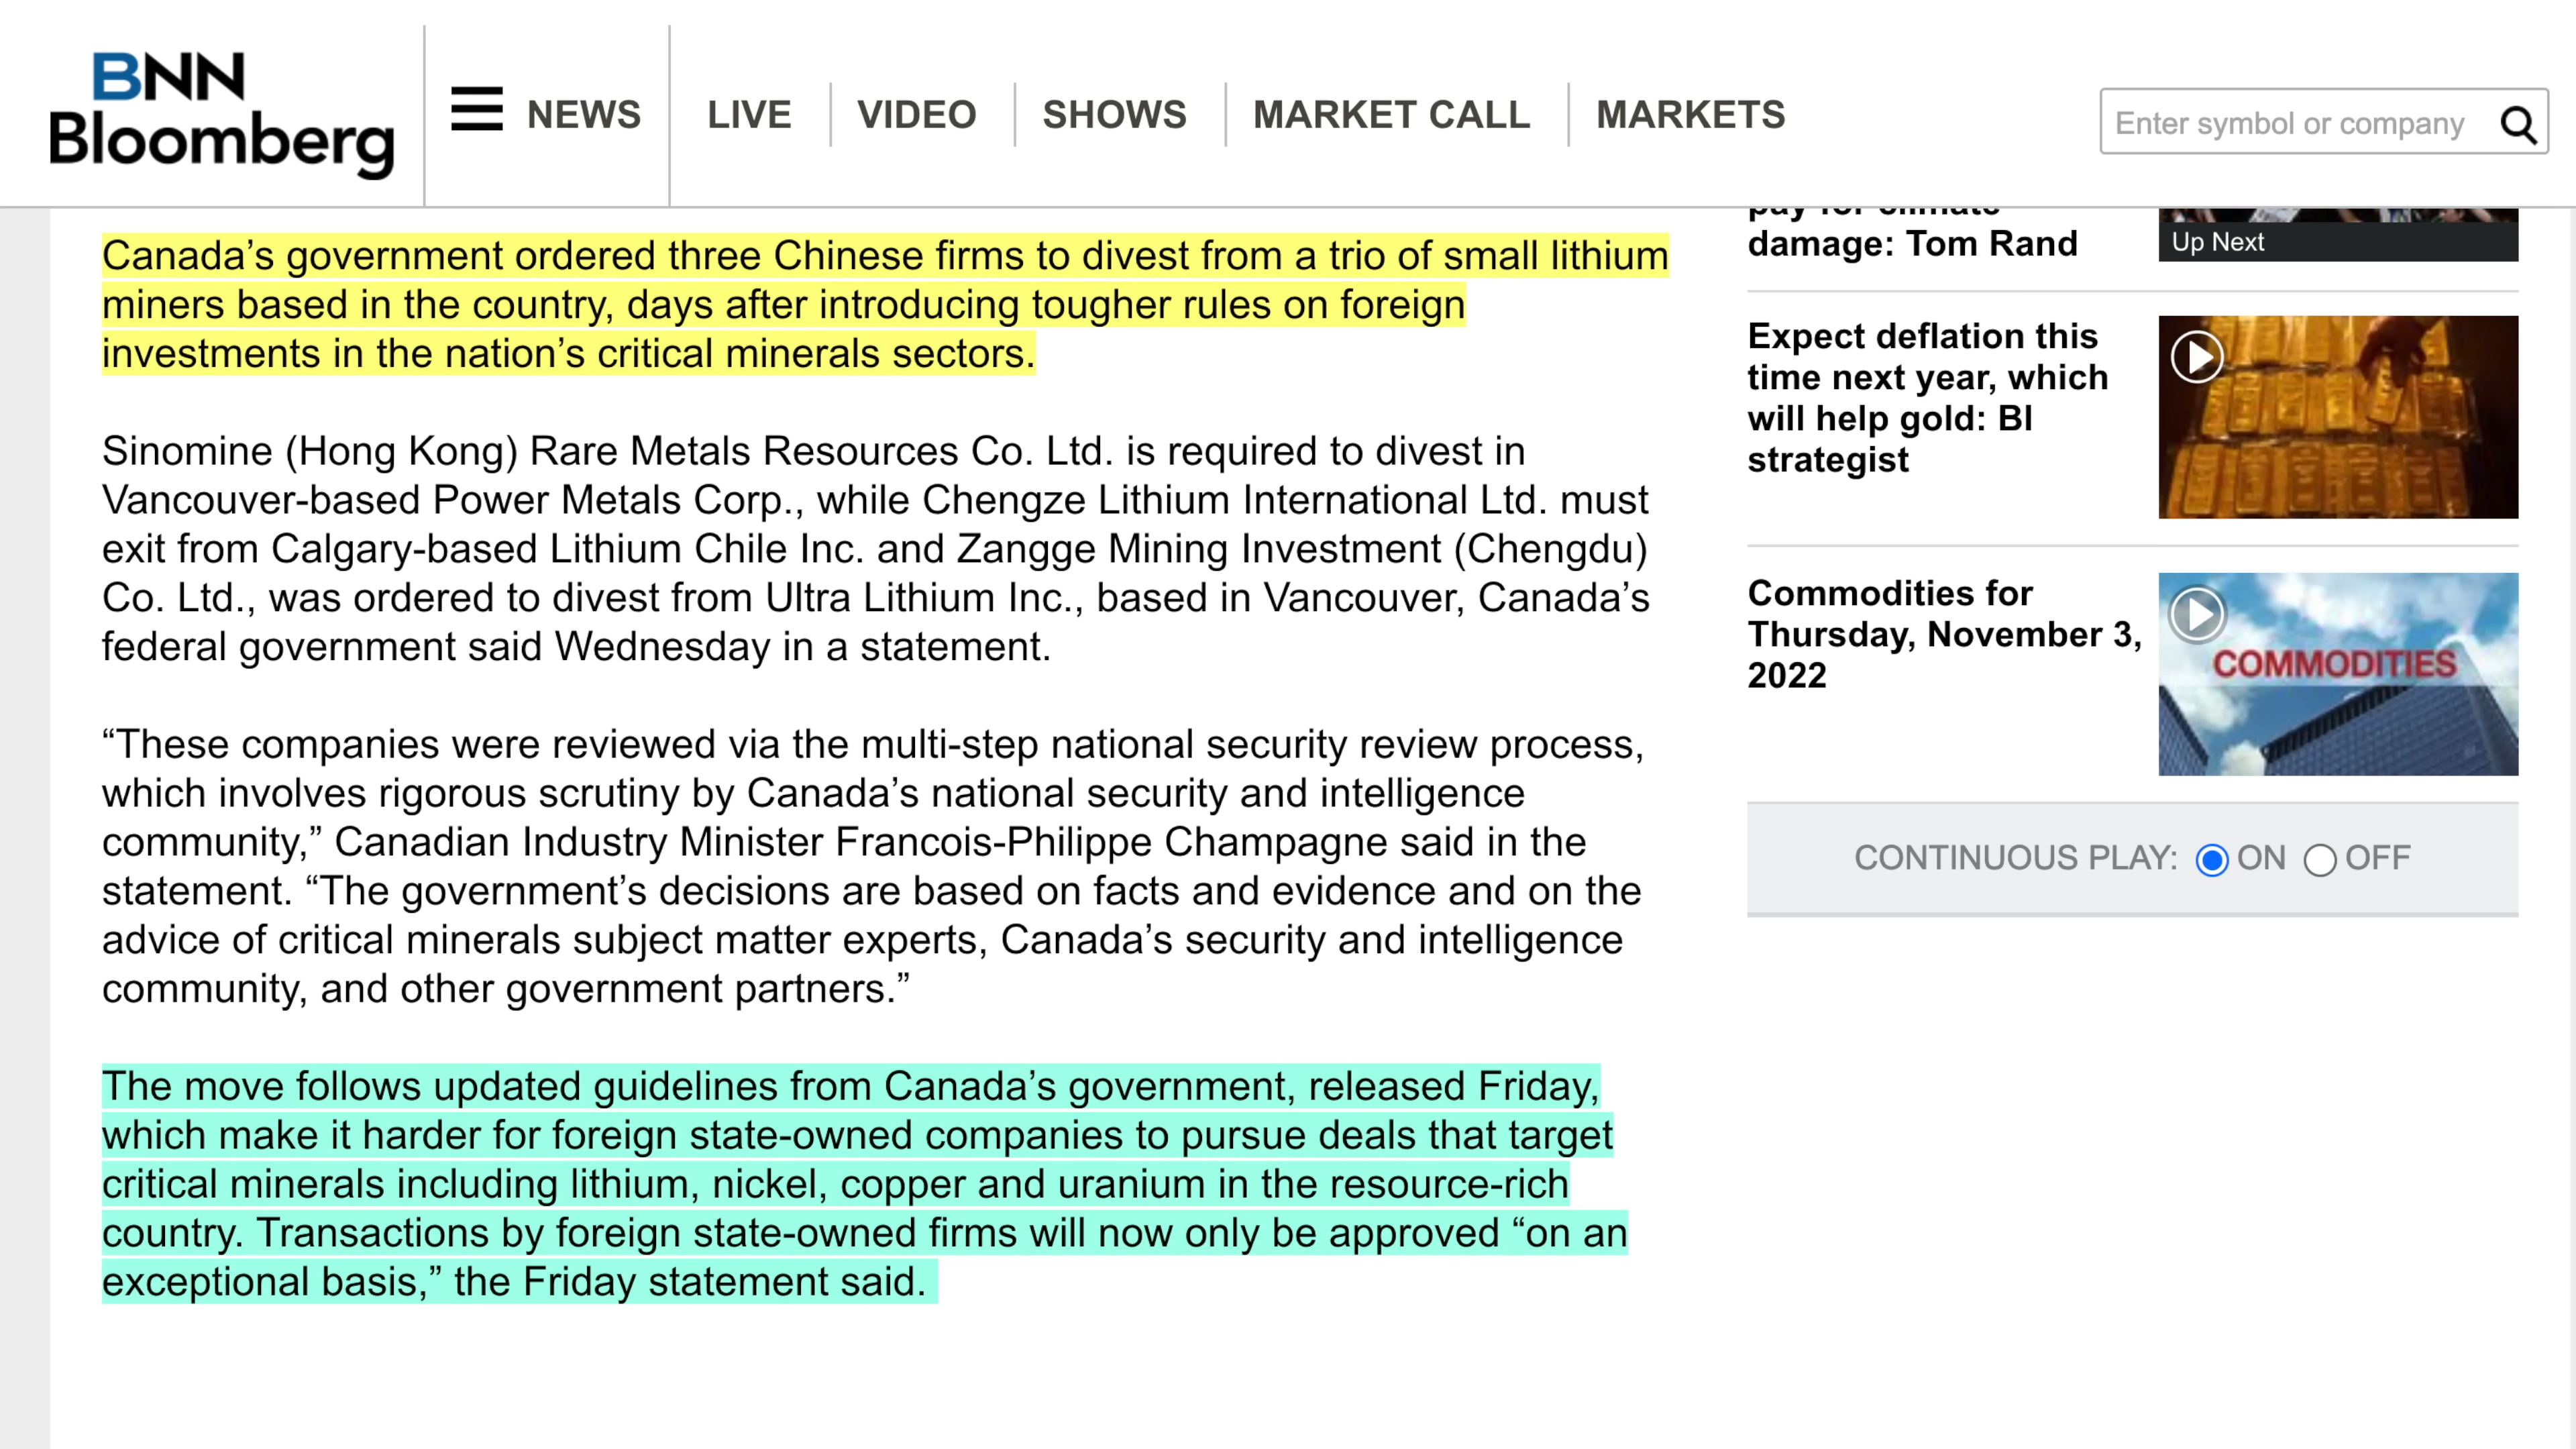 BNN
Bloomberg
NEWS
LIVE
VIDEO
SHOWS
MARKET CALL
MARKETS
Enter symbol or company
Canada’s government ordered three Chinese firms to divest from a trio of small lithium
miners based in the country, days after introducing tougher rules on foreign
investments in the nation’s critical minerals sectors.
Sinomine (Hong Kong) Rare Metals Resources Co. Ltd. is required to divest in
Vancouver-based Power Metals Corp., while Chengze Lithium International Ltd. must
exit from Calgary-based Lithium Chile Inc. and Zangge Mining Investment (Chengdu)
Co. Ltd., was ordered to divest from Ultra Lithium Inc., based in Vancouver, Canada’s
federal government said Wednesday in a statement.
“These companies were reviewed via the multi-step national security review process,
which involves rigorous scrutiny by Canada’s national security and intelligence
community,” Canadian Industry Minister Francois-Philippe Champagne said in the
statement. “The government’s decisions are based on facts and evidence and on the
advice of critical minerals subject matter experts, Canada’s security and intelligence
community, and other government partners.”
The move follows updated guidelines from Canada’s government, released Friday,
which make it harder for foreign state-owned companies to pursue deals that target
critical minerals including lithium, nickel, copper and uranium in the resource-rich
country. Transactions by foreign state-owned firms will now only be approved “on an
exceptional basis,” the Friday statement said.
pay for climate
damage: Tom Rand
Up Next
Expect deflation this
time next year, which
will help gold: BI
strategist
Commodities for
Thursday, November 3,
2022
COMMODITIES
CONTINUOUS PLAY: ON OFF